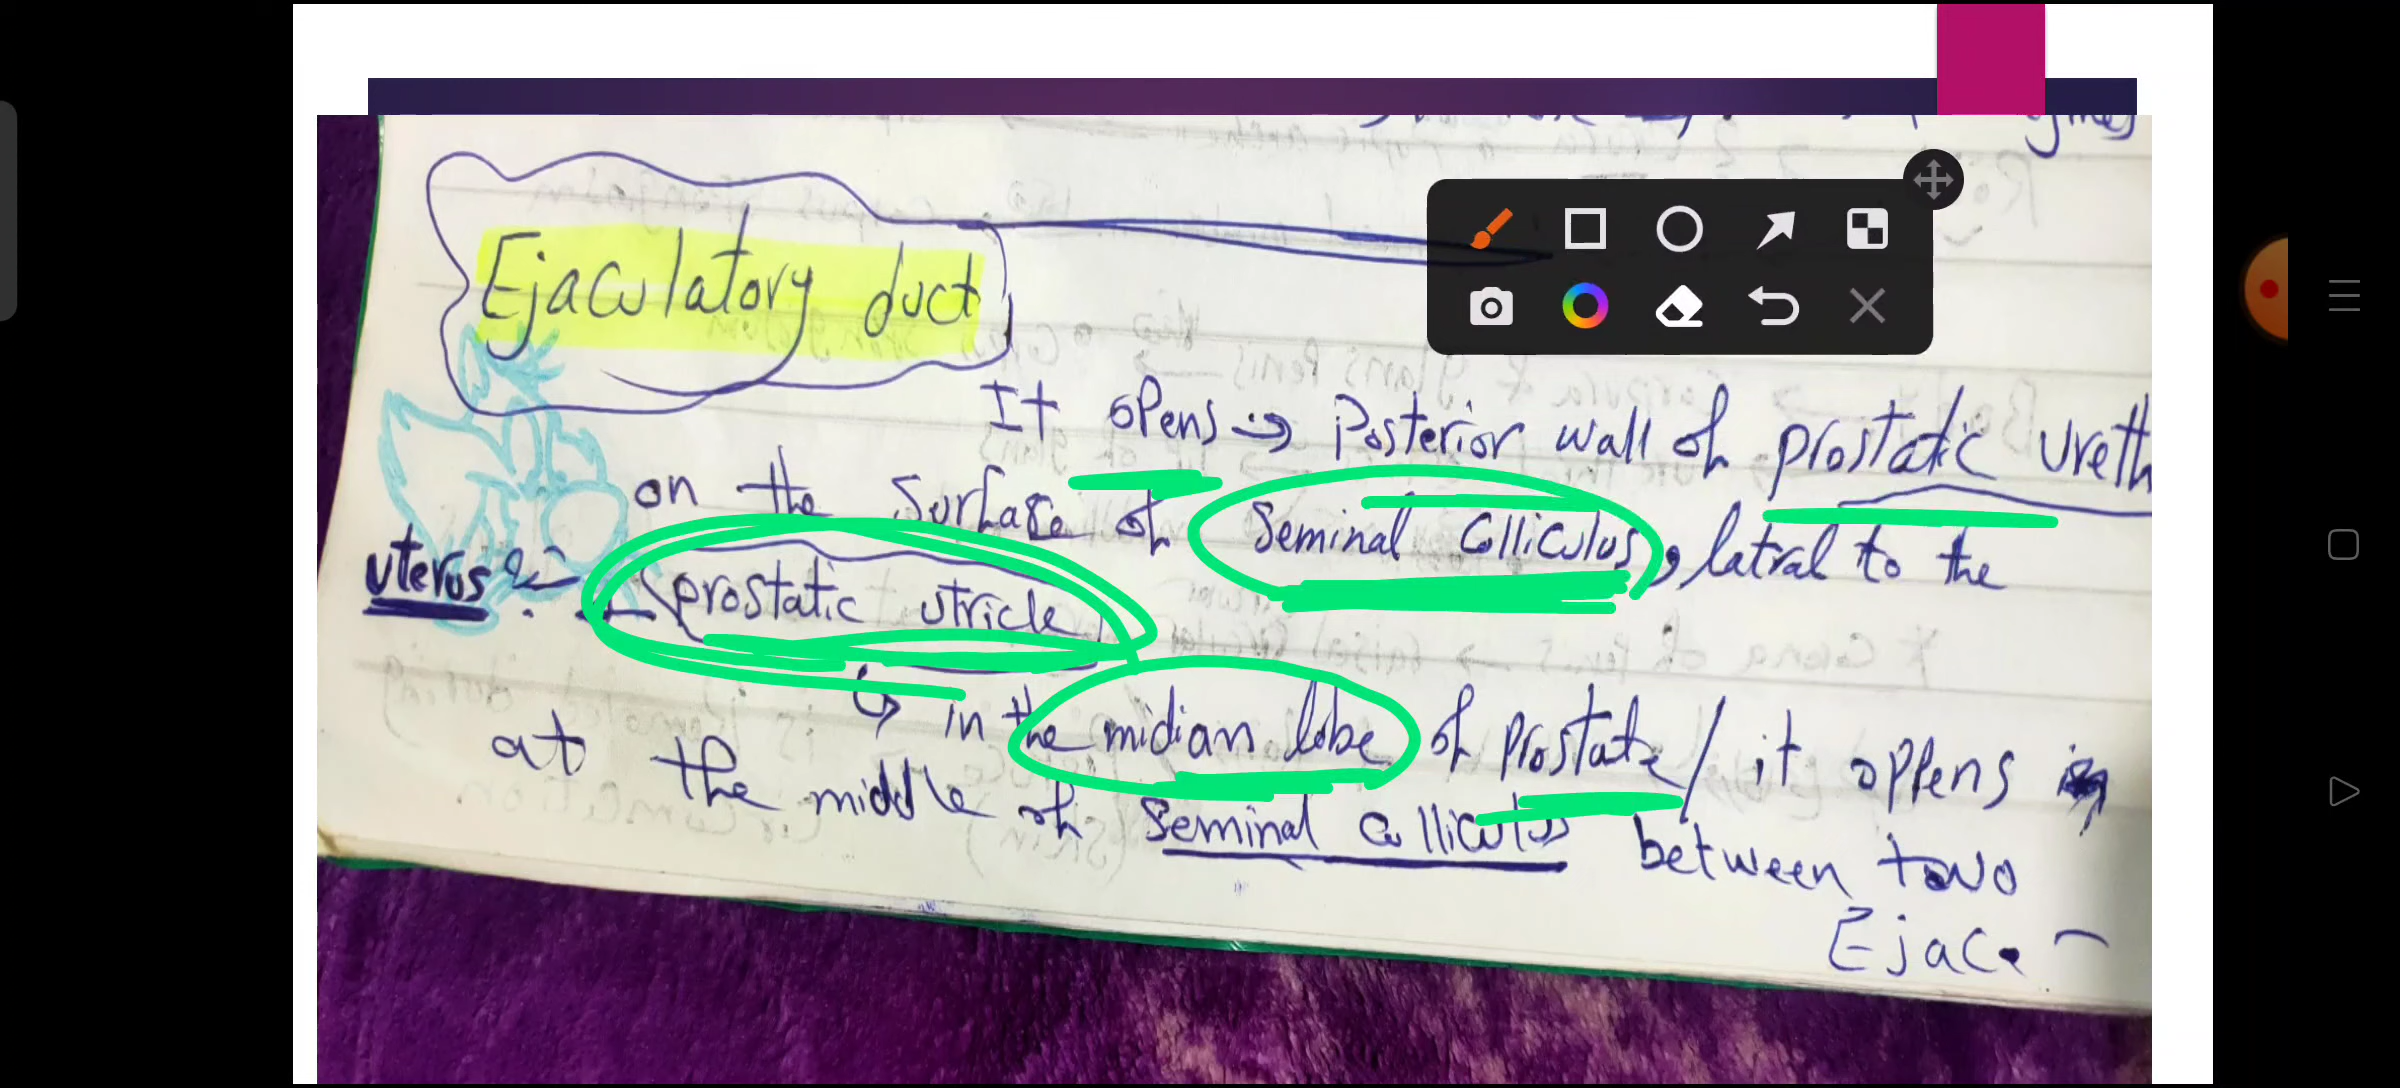 Ejaculatory duct
It opens → Posterior wall of prostatic ureth
on the surface of seminal colliculus, latral to the
uterus prostatic utricle
in the midian lobe of prostate / it oppens
at the middle of seminal colliculus between two
Ejac.